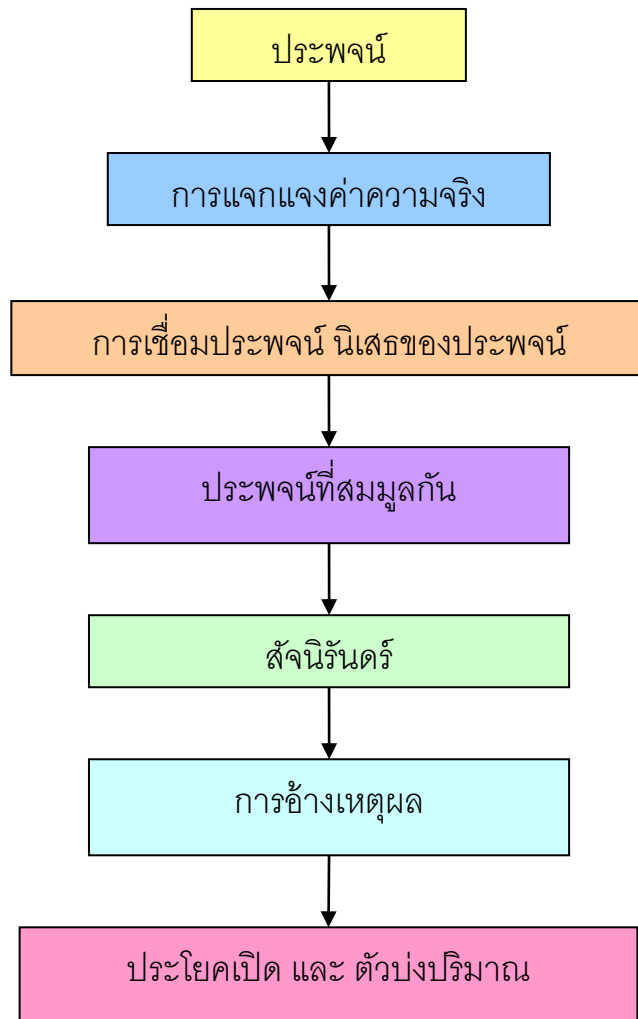 ประพจน์
การแจกแจงค่าความจริง
การเชื่อมประพจน์ นิเสธของประพจน์
ประพจน์ที่สมมูลกัน
สัจนิรันดร์
การอ้างเหตุผล
ประโยคเปิด และ ตัวบ่งปริมาณ